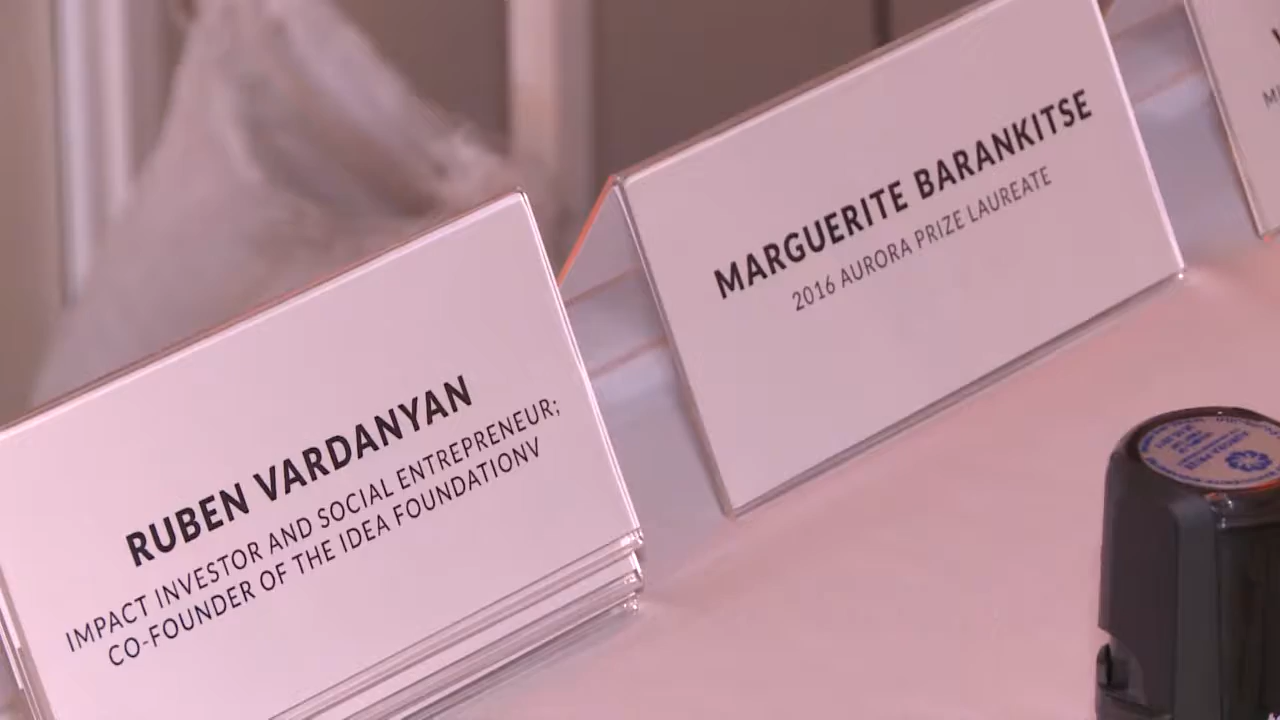 RUBEN VARDANYAN
IMPACT INVESTOR AND SOCIAL ENTREPRENEUR;
CO-FOUNDER OF THE IDEA FOUNDATIONV
MARGUERITE BARANKITSE
2016 AURORA PRIZE LAUREATE